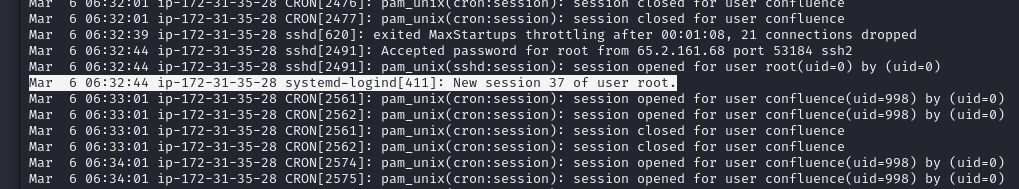 Mar  6 06:32:01 ip-172-31-35-28 CRON[2476]: pam_unix(cron:session): session closed for user confluence
Mar  6 06:32:01 ip-172-31-35-28 CRON[2477]: pam_unix(cron:session): session closed for user confluence
Mar  6 06:32:39 ip-172-31-35-28 sshd[620]: exited MaxStartups throttling after 00:01:08, 21 connections dropped
Mar  6 06:32:44 ip-172-31-35-28 sshd[2491]: Accepted password for root from 65.2.161.68 port 53184 ssh2
Mar  6 06:32:44 ip-172-31-35-28 sshd[2491]: pam_unix(sshd:session): session opened for user root(uid=0) by (uid=0)
Mar  6 06:32:44 ip-172-31-35-28 systemd-logind[411]: New session 37 of user root.
Mar  6 06:33:01 ip-172-31-35-28 CRON[2561]: pam_unix(cron:session): session opened for user confluence(uid=998) by (uid=0)
Mar  6 06:33:01 ip-172-31-35-28 CRON[2562]: pam_unix(cron:session): session opened for user confluence(uid=998) by (uid=0)
Mar  6 06:33:01 ip-172-31-35-28 CRON[2561]: pam_unix(cron:session): session closed for user confluence
Mar  6 06:33:01 ip-172-31-35-28 CRON[2562]: pam_unix(cron:session): session closed for user confluence
Mar  6 06:34:01 ip-172-31-35-28 CRON[2574]: pam_unix(cron:session): session opened for user confluence(uid=998) by (uid=0)
Mar  6 06:34:01 ip-172-31-35-28 CRON[2575]: pam_unix(cron:session): session opened for user confluence(uid=998) by (uid=0)